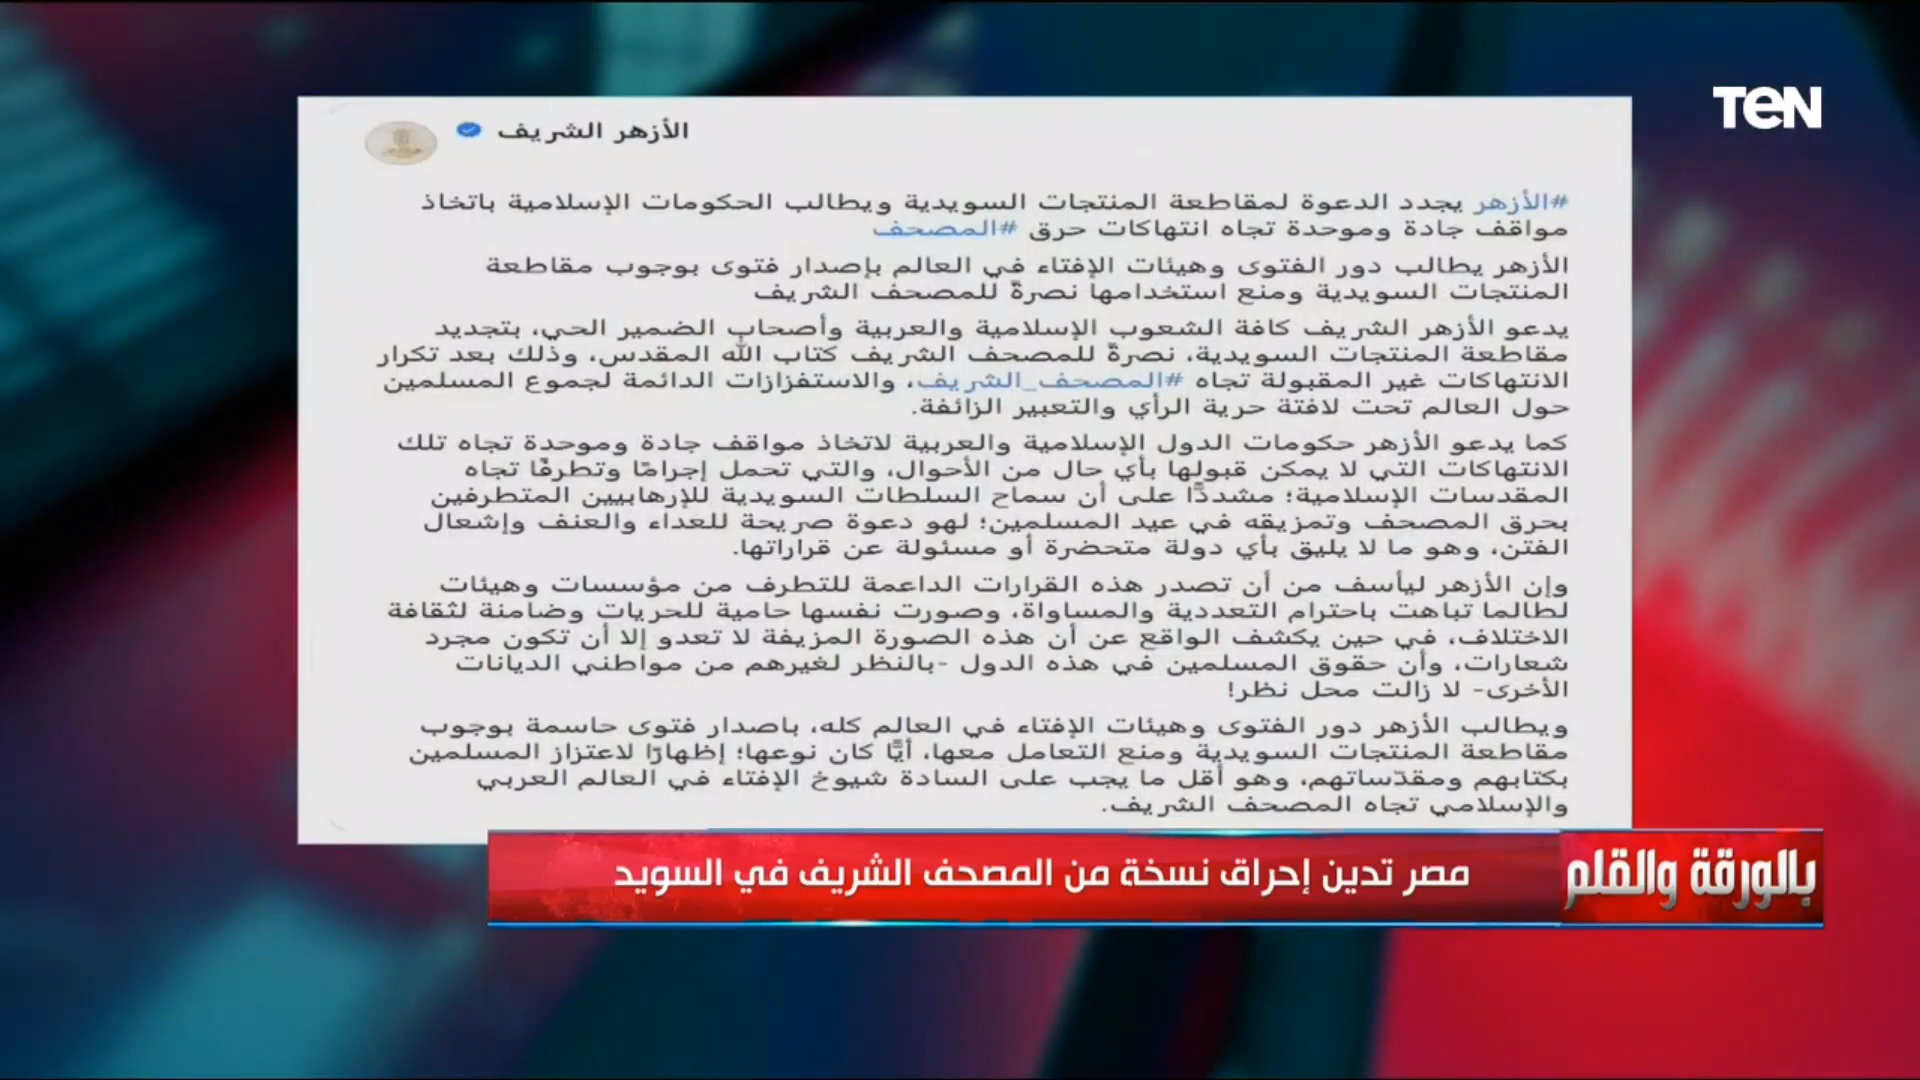 TeN
الأزهر الشريف
#الأزهر يجدد الدعوة لمقاطعة المنتجات السويدية ويطالب الحكومات الإسلامية باتخاذ
مواقف جادة وموحدة تجاه انتهاكات حرق #المصحف
الأزهر يطالب دور الفتوى وهيئات الإفتاء في العالم بإصدار فتوى بوجوب مقاطعة
المنتجات السويدية ومنع استخدامها نصرةً للمصحف الشريف
يدعو الأزهر الشريف كافة الشعوب الإسلامية والعربية وأصحاب الضمير الحي، بتجديد
مقاطعة المنتجات السويدية، نصرةً للمصحف الشريف كتاب الله المقدس، وذلك بعد تكرار
الانتهاكات غير المقبولة تجاه #المصحف_الشريف، والاستفزازات الدائمة لجموع المسلمين
حول العالم تحت لافتة حرية الرأي والتعبير الزائفة.
كما يدعو الأزهر حكومات الدول الإسلامية والعربية لاتخاذ مواقف جادة وموحدة تجاه تلك
الانتهاكات التي لا يمكن قبولها بأي حال من الأحوال، والتي تحمل إجرامًا وتطرفًا تجاه
المقدسات الإسلامية؛ مشددًّا على أن سماح السلطات السويدية للإرهابيين المتطرفين
بحرق المصحف وتمزيقه في عيد المسلمين؛ لهو دعوة صريحة للعداء والعنف وإشعال
الفتن، وهو ما لا يليق بأي دولة متحضرة أو مسئولة عن قراراتها.
وإن الأزهر ليأسف من أن تصدر هذه القرارات الداعمة للتطرف من مؤسسات وهيئات
لطالما تباهت باحترام التعددية والمساواة، وصورت نفسها حامية للحريات وضامنة لثقافة
الاختلاف، في حين يكشف الواقع عن أن هذه الصورة المزيفة لا تعدو إلا أن تكون مجرد
شعارات، وأن حقوق المسلمين في هذه الدول -بالنظر لغيرهم من مواطني الديانات
الأخرى- لا زالت محل نظر!
ويطالب الأزهر دور الفتوى وهيئات الإفتاء في العالم كله، باصدار فتوى حاسمة بوجوب
مقاطعة المنتجات السويدية ومنع التعامل معها، أيًّا كان نوعها؛ إظهارًا لاعتزاز المسلمين
بكتابهم ومقدّساتهم، وهو أقل ما يجب على السادة شيوخ الإفتاء في العالم العربي
والإسلامي تجاه المصحف الشريف.
بالورقة والقلم
مصر تدين إحراق نسخة من المصحف الشريف في السويد